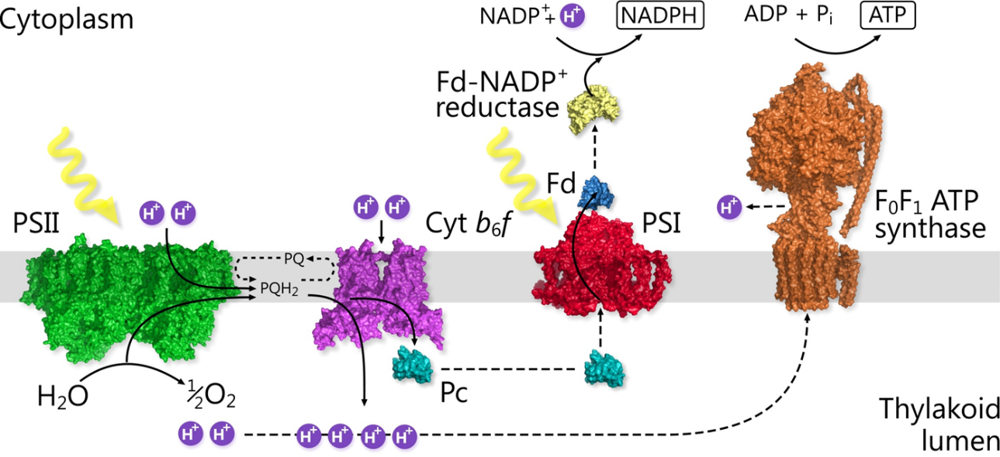 Cytoplasm
NADP⁺+ H⁺
NADPH
ADP + Pᵢ
ATP
Fd-NADP⁺
reductase
Fd
PSII
H⁺ H⁺
H⁺ H⁺
Cyt b₆f
PSI
H⁺
F₀F₁ ATP
synthase
PQ
PQH₂
H₂O
½O₂
Pc
H⁺ H⁺
H⁺ H⁺ H⁺ H⁺
Thylakoid
lumen